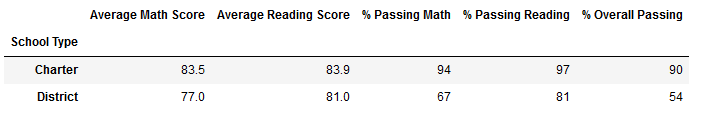 Average Math Score Average Reading Score % Passing Math % Passing Reading % Overall Passing
School Type
Charter 83.5 83.9 94 97 90
District 77.0 81.0 67 81 54